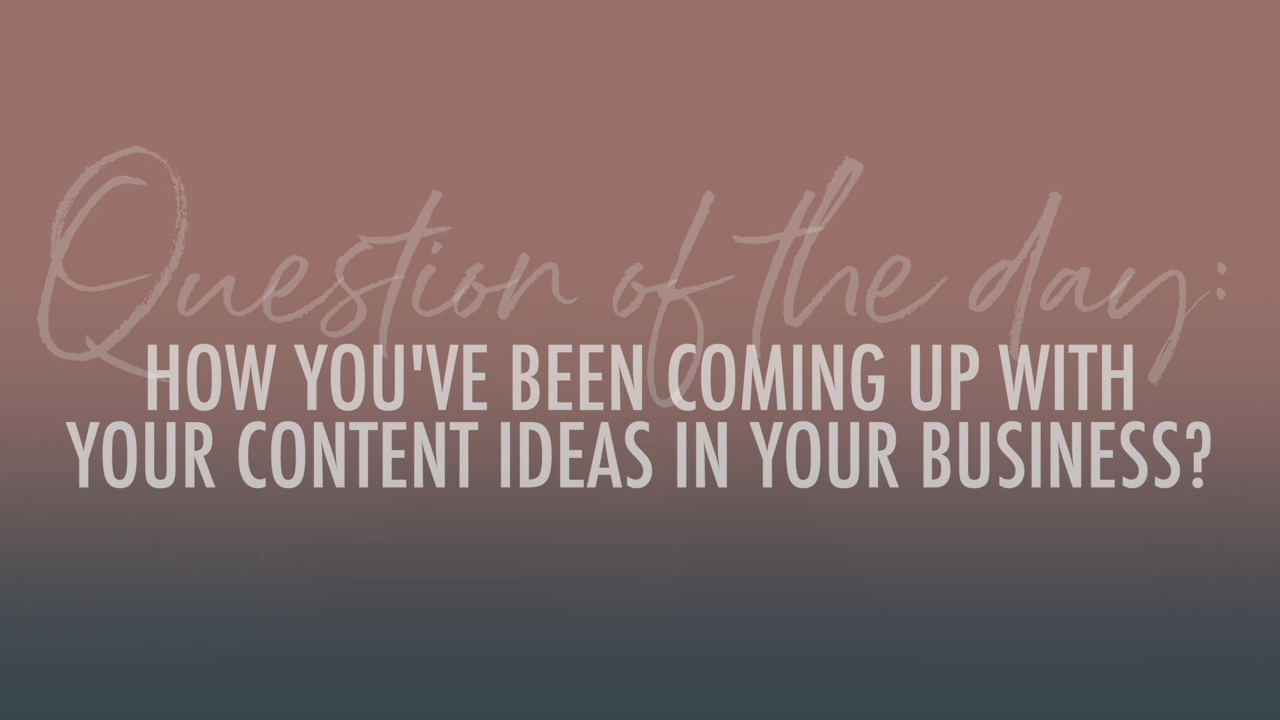 Question of the day:
HOW YOU'VE BEEN COMING UP WITH
YOUR CONTENT IDEAS IN YOUR BUSINESS?